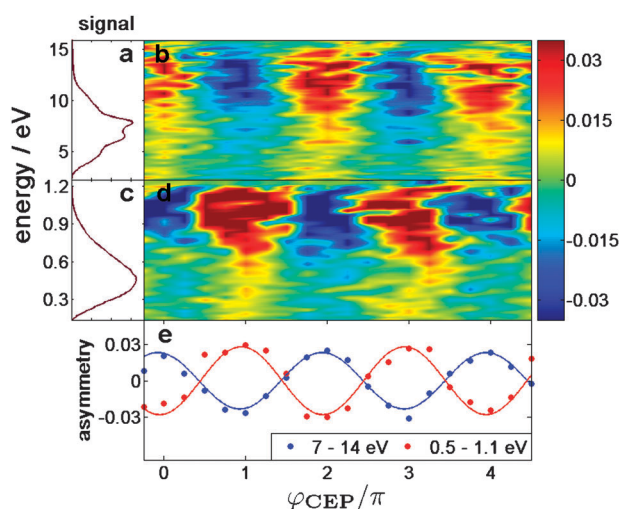 signal
a
b
c
d
e
energy / eV
15
10
5
1.2
0.9
0.6
0.3
0.03
0.015
0
-0.015
-0.03
asymmetry
0.03
0
-0.03
7 - 14 eV
0.5 - 1.1 eV
0 1 2 3 4
φCEP/π